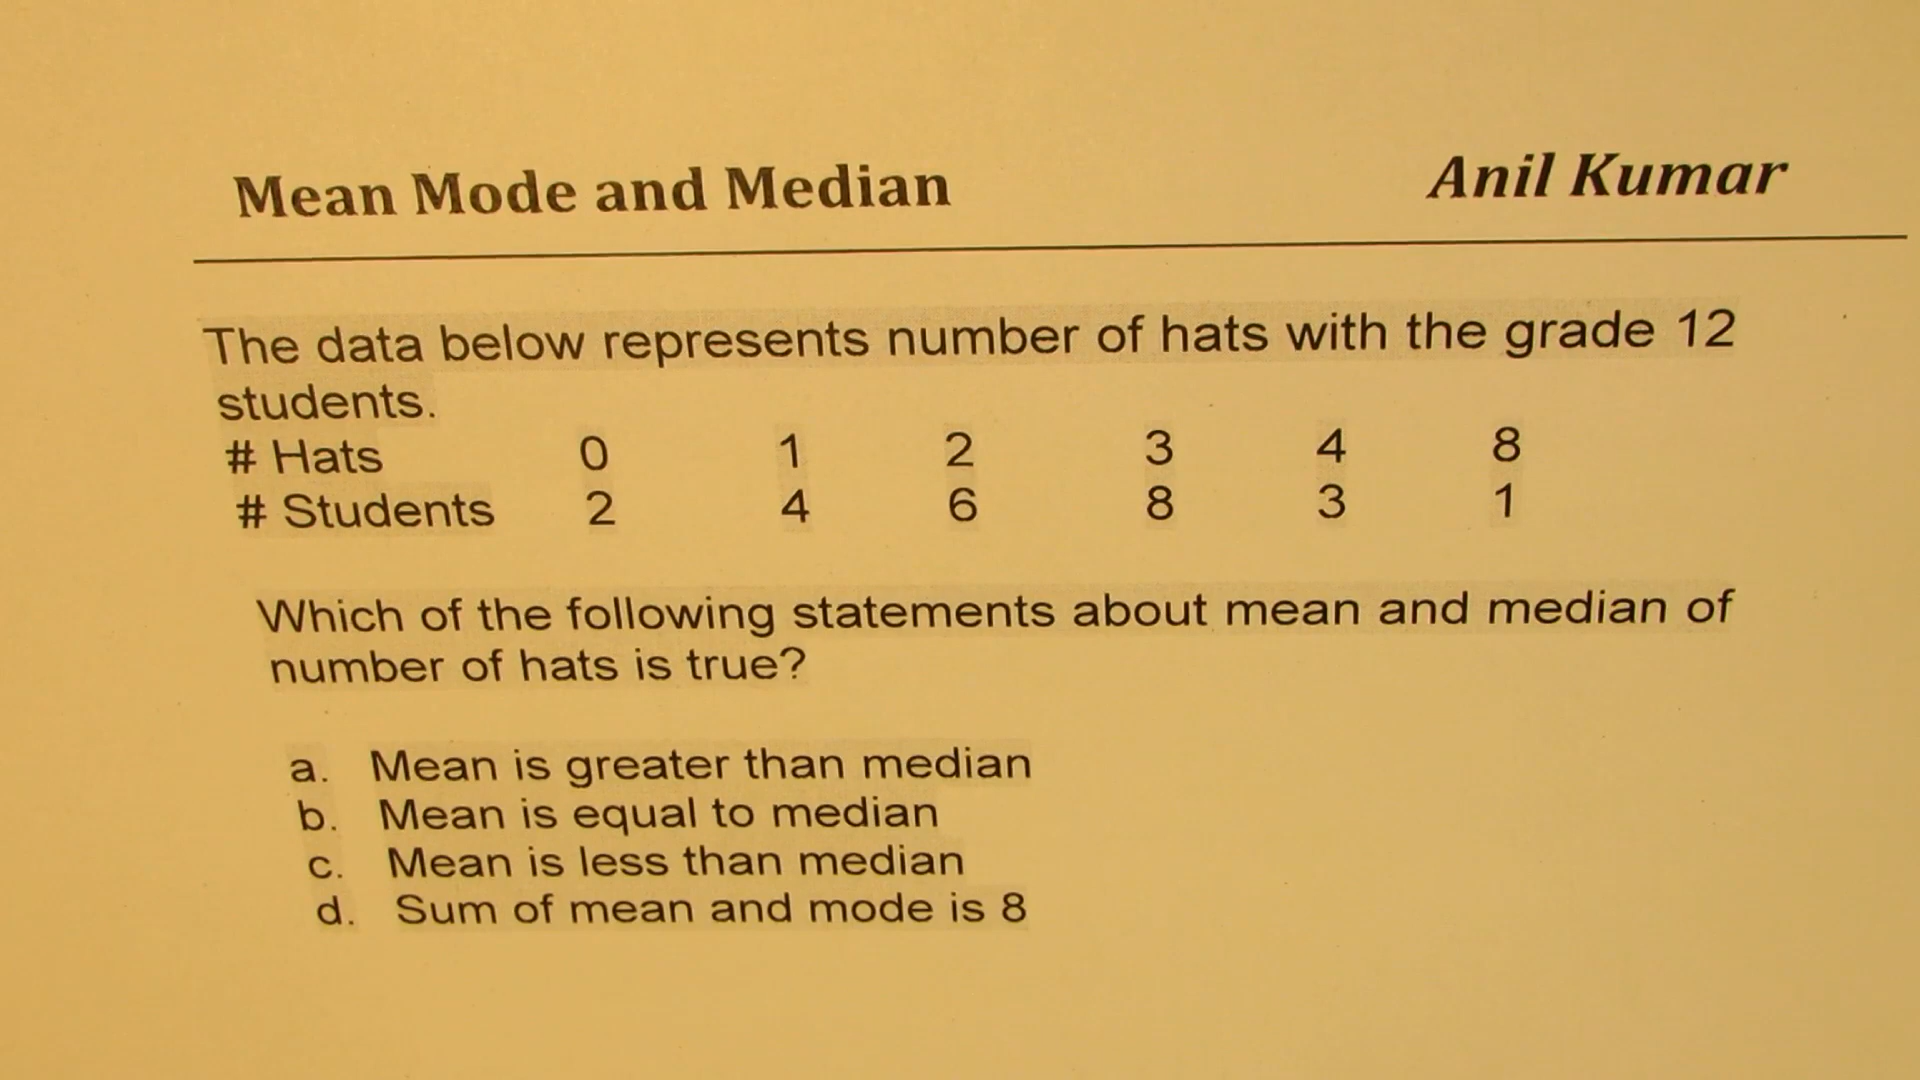 Mean Mode and Median Anil Kumar
The data below represents number of hats with the grade 12
students.
# Hats 0 1 2 3 4 8
# Students 2 4 6 8 3 1
Which of the following statements about mean and median of
number of hats is true?
a. Mean is greater than median
b. Mean is equal to median
c. Mean is less than median
d. Sum of mean and mode is 8